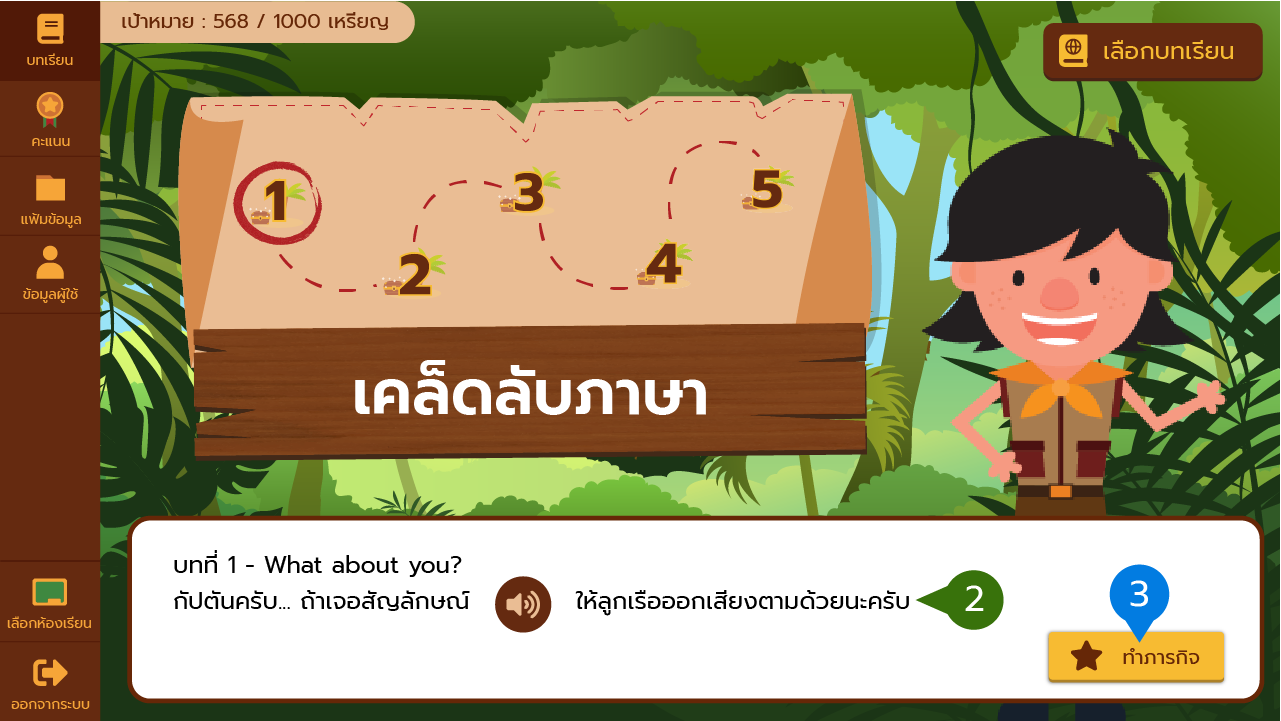 เป้าหมาย : 568 / 1000 เหรียญ
บทเรียน
คะแนน
แฟ้มข้อมูล
ข้อมูลผู้ใช้
เลือกห้องเรียน
ออกจากระบบ
เลือกบทเรียน
1
2
3
4
5
เคล็ดลับภาษา
บทที่ 1 - What about you?
กัปตันครับ... ถ้าเจอสัญลักษณ์ ให้ลูกเรือออกเสียงตามด้วยนะครับ
2
3
ทำภารกิจ